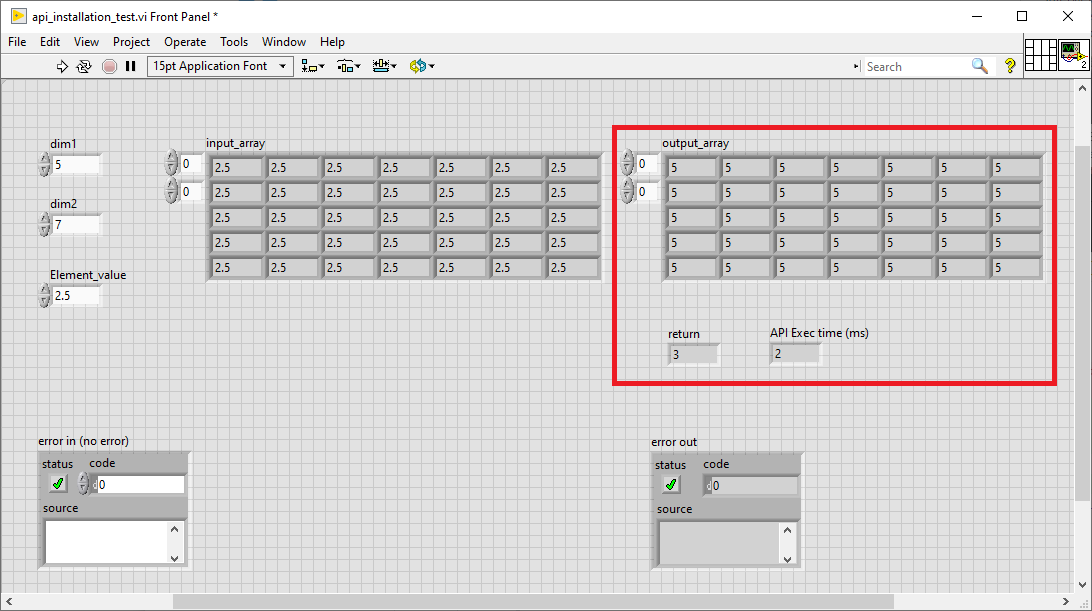 api_installation_test.vi Front Panel *
File Edit View Project Operate Tools Window Help
15pt Application Font
Search
?
2
dim1
5
dim2
7
Element_value
2.5
input_array
0
0
2.5 2.5 2.5 2.5 2.5 2.5 2.5
2.5 2.5 2.5 2.5 2.5 2.5 2.5
2.5 2.5 2.5 2.5 2.5 2.5 2.5
2.5 2.5 2.5 2.5 2.5 2.5 2.5
2.5 2.5 2.5 2.5 2.5 2.5 2.5
output_array
0
0
5 5 5 5 5 5 5
5 5 5 5 5 5 5
5 5 5 5 5 5 5
5 5 5 5 5 5 5
5 5 5 5 5 5 5
return
3
API Exec time (ms)
2
error in (no error)
status code
d0
source
error out
status code
d0
source